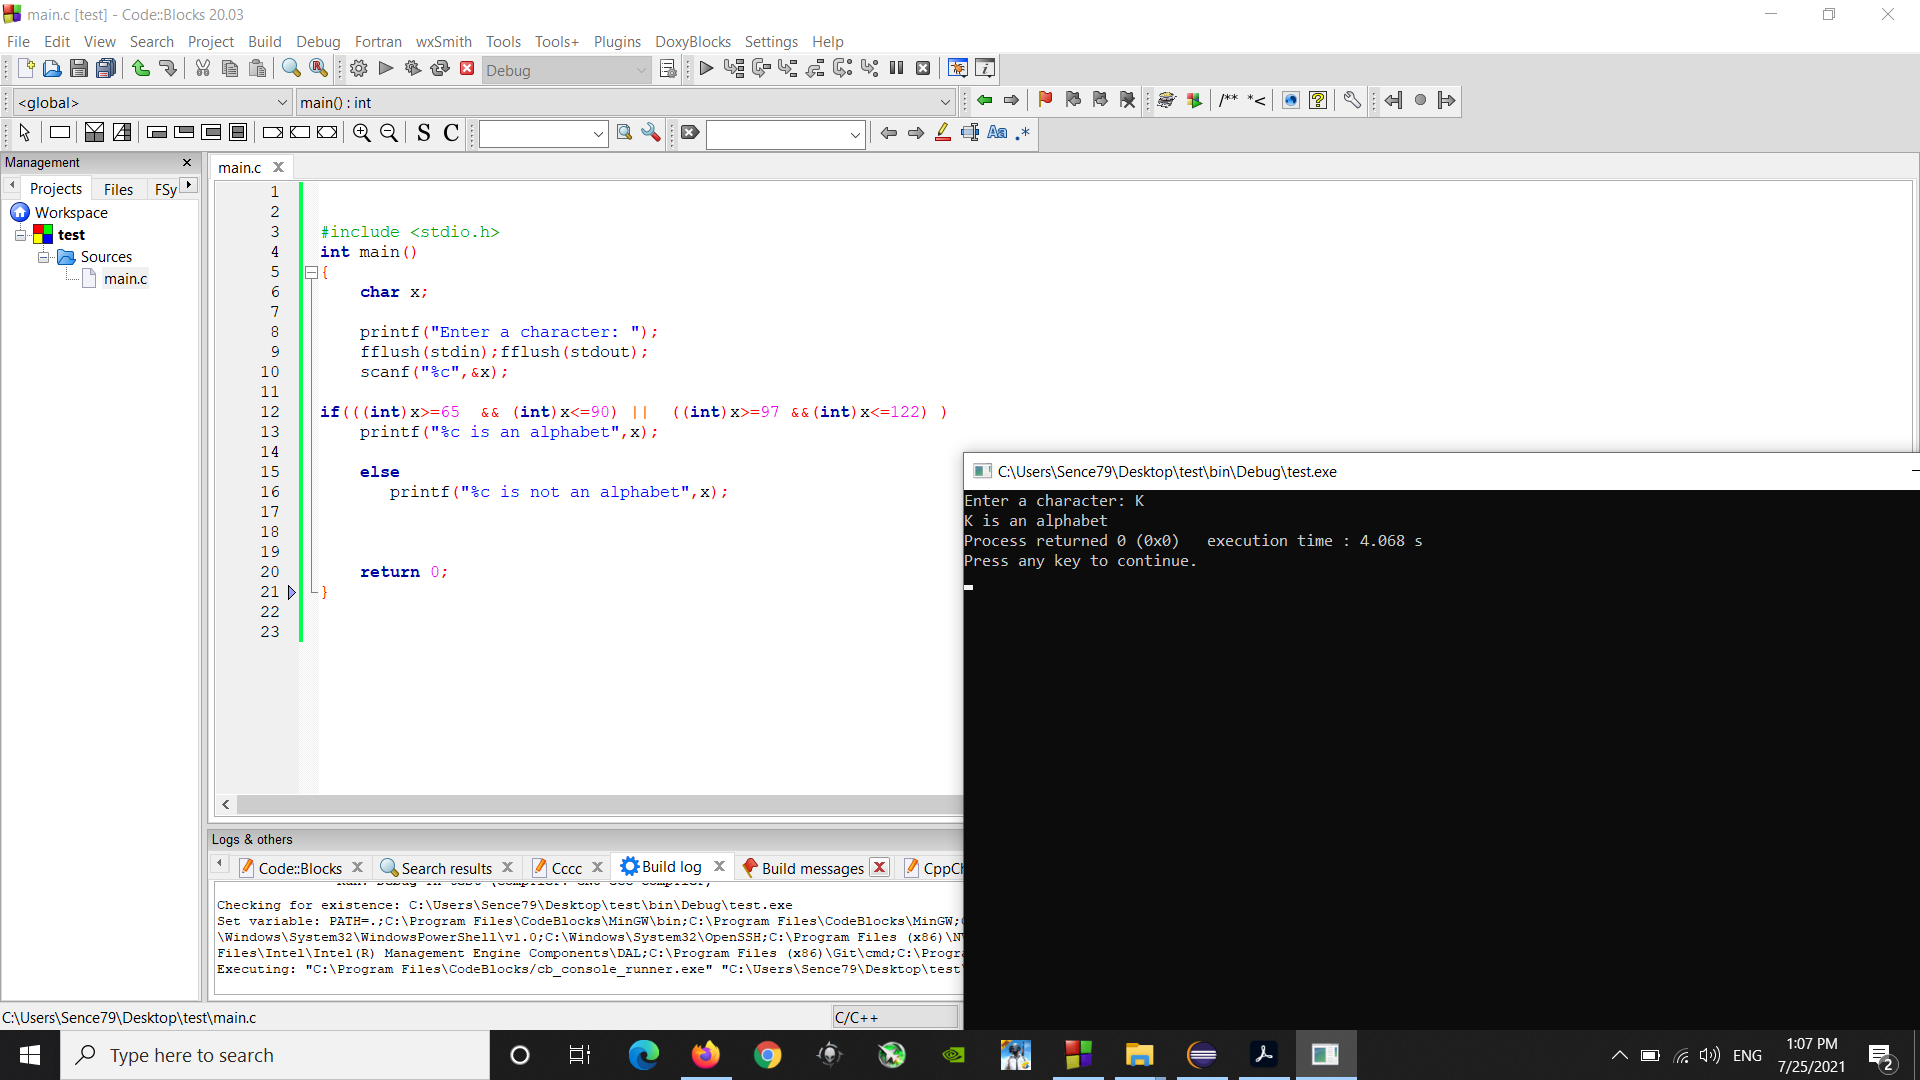 main.c [test] - Code::Blocks 20.03
File Edit View Search Project Build Debug Fortran wxSmith Tools Tools+ Plugins DoxyBlocks Settings Help
Debug
<global> main() : int
/** *<
S C Aa .*
Management
Projects Files FSy
Workspace
test
Sources
main.c
main.c
1
2
3 #include <stdio.h>
4 int main()
5 {
6 char x;
7
8 printf("Enter a character: ");
9 fflush(stdin);fflush(stdout);
10 scanf("%c",&x);
11
12 if(((int)x>=65 && (int)x<=90) || ((int)x>=97 &&(int)x<=122) )
13 printf("%c is an alphabet",x);
14
15 else
16 printf("%c is not an alphabet",x);
17
18
19
20 return 0;
21 }
22
23
C:\Users\Sence79\Desktop\test\bin\Debug\test.exe
Enter a character: K
K is an alphabet
Process returned 0 (0x0) execution time : 4.068 s
Press any key to continue.
Logs & others
Code::Blocks Search results Cccc Build log Build messages CppCh
Checking for existence: C:\Users\Sence79\Desktop\test\bin\Debug\test.exe
Set variable: PATH=.;C:\Program Files\CodeBlocks\MinGW\bin;C:\Program Files\CodeBlocks\MinGW;
\Windows\System32\WindowsPowerShell\v1.0;C:\Windows\System32\OpenSSH;C:\Program Files (x86)\N
Files\Intel\Intel(R) Management Engine Components\DAL;C:\Program Files (x86)\Git\cmd;C:\Progra
Executing: "C:\Program Files\CodeBlocks/cb_console_runner.exe" "C:\Users\Sence79\Desktop\test
C:\Users\Sence79\Desktop\test\main.c
C/C++
Type here to search
ENG
1:07 PM
7/25/2021
2